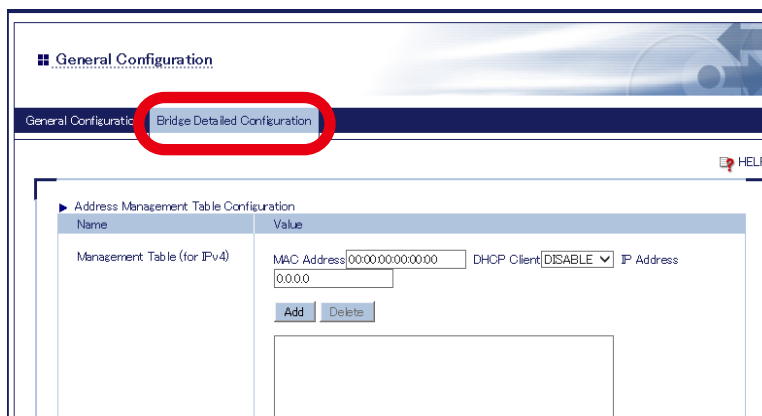 General Configuration
General Configuratio Bridge Detailed Configuration
HELP
Address Management Table Configuration
Name Value
Management Table (for IPv4) MAC Address 00:00:00:00:00:00 DHCP Client DISABLE IP Address
0.0.0.0
Add Delete